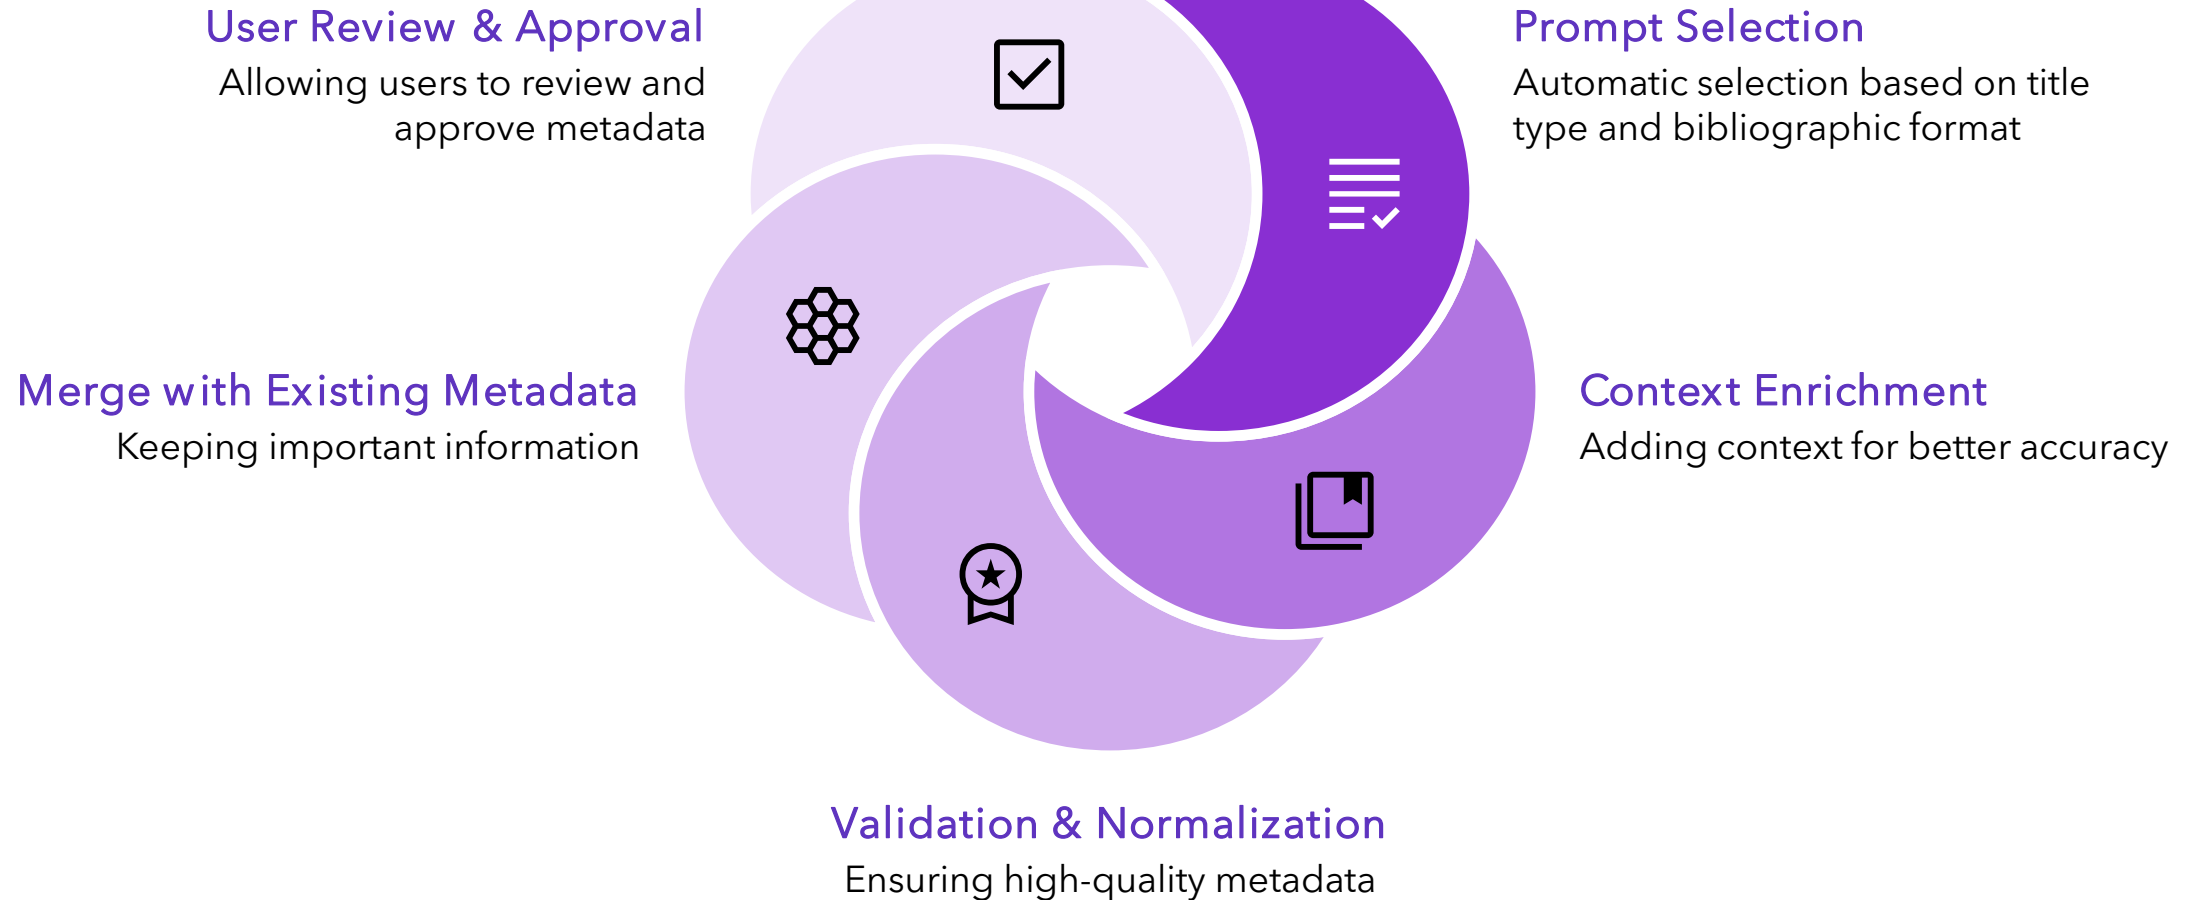 User Review & Approval
Allowing users to review and
approve metadata
Prompt Selection
Automatic selection based on title
type and bibliographic format
Merge with Existing Metadata
Keeping important information
Context Enrichment
Adding context for better accuracy
Validation & Normalization
Ensuring high-quality metadata